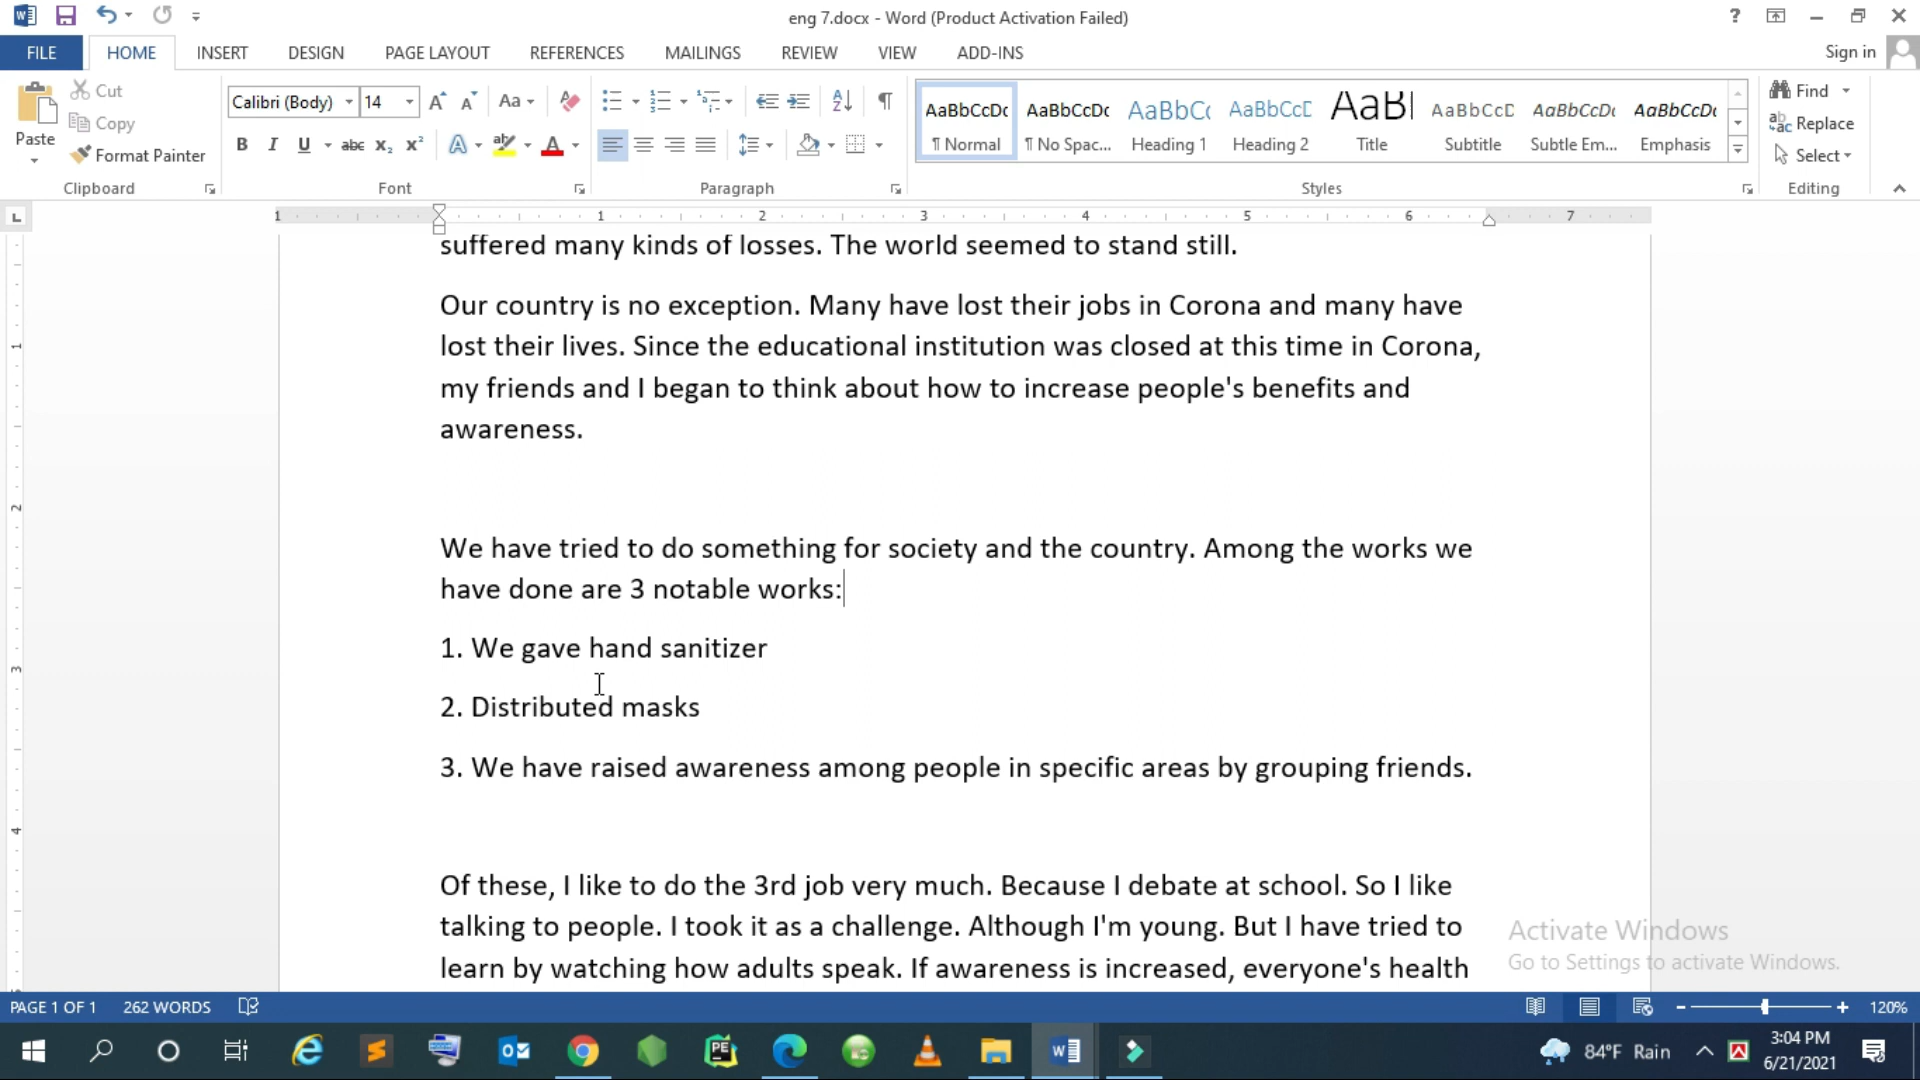 eng 7.docx - Word (Product Activation Failed)
FILE HOME INSERT DESIGN PAGE LAYOUT REFERENCES MAILINGS REVIEW VIEW ADD-INS Sign in
Paste
Cut
Copy
Format Painter
Clipboard
Calibri (Body) 14
Font
Paragraph
AaBbCcDc ¶ Normal
AaBbCcDc ¶ No Spac...
AaBbC Heading 1
AaBbCcD Heading 2
AaB Title
AaBbCcD Subtitle
AaBbCcDc Subtle Em...
AaBbCcDc Emphasis
Styles
Find
Replace
Select
Editing
1 1 2 3 4 5 6 7
suffered many kinds of losses. The world seemed to stand still.
Our country is no exception. Many have lost their jobs in Corona and many have
lost their lives. Since the educational institution was closed at this time in Corona,
my friends and I began to think about how to increase people's benefits and
awareness.
We have tried to do something for society and the country. Among the works we
have done are 3 notable works:
1. We gave hand sanitizer
2. Distributed masks
3. We have raised awareness among people in specific areas by grouping friends.
Of these, I like to do the 3rd job very much. Because I debate at school. So I like
talking to people. I took it as a challenge. Although I'm young. But I have tried to
learn by watching how adults speak. If awareness is increased, everyone's health
Activate Windows
Go to Settings to activate Windows.
PAGE 1 OF 1 262 WORDS 120%
84°F Rain
3:04 PM
6/21/2021